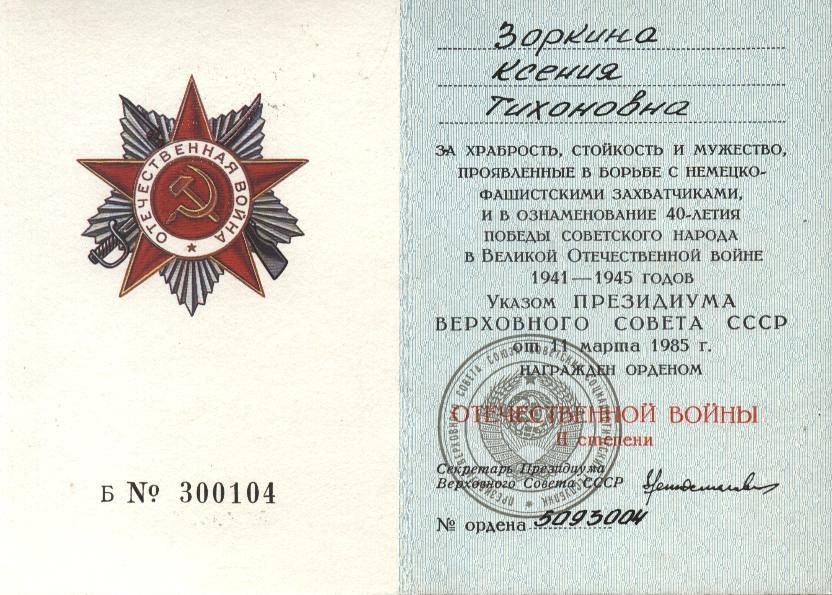 ОТЕЧЕСТВЕННАЯ ВОЙНА
Б № 300104
Зоркина
Ксения
Тихоновна
ЗА ХРАБРОСТЬ, СТОЙКОСТЬ И МУЖЕСТВО,
ПРОЯВЛЕННЫЕ В БОРЬБЕ С НЕМЕЦКО-
ФАШИСТСКИМИ ЗАХВАТЧИКАМИ,
И В ОЗНАМЕНОВАНИЕ 40-ЛЕТИЯ
ПОБЕДЫ СОВЕТСКОГО НАРОДА
В ВЕЛИКОЙ ОТЕЧЕСТВЕННОЙ ВОЙНЕ
1941—1945 ГОДОВ
УКАЗОМ ПРЕЗИДИУМА
ВЕРХОВНОГО СОВЕТА СССР
от 11 марта 1985 г.
НАГРАЖДЕН ОРДЕНОМ
ОТЕЧЕСТВЕННОЙ ВОЙНЫ
II степени
Секретарь Президиума
Верховного Совета СССР
№ ордена 5093004